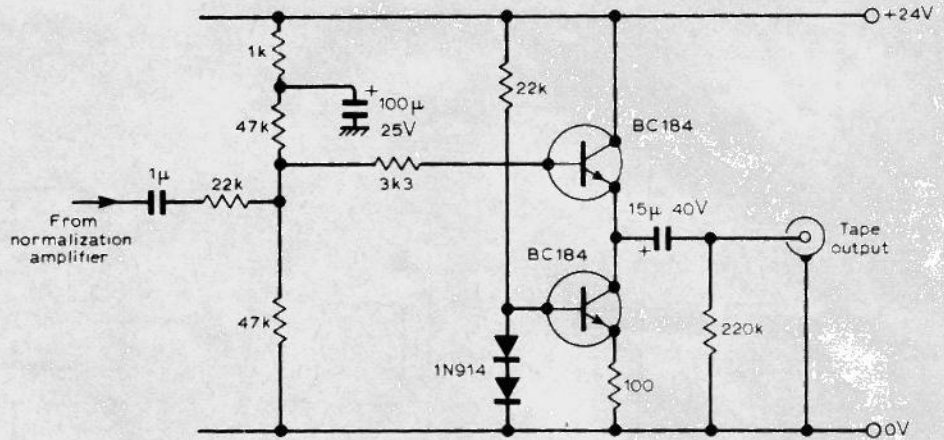 +24V
1k
+
100μ
25V
22k
47k
BC184
3k3
1μ
22k
From
normalization
amplifier
15μ 40V
+
Tape
output
BC184
47k
1N914
220k
100
0V